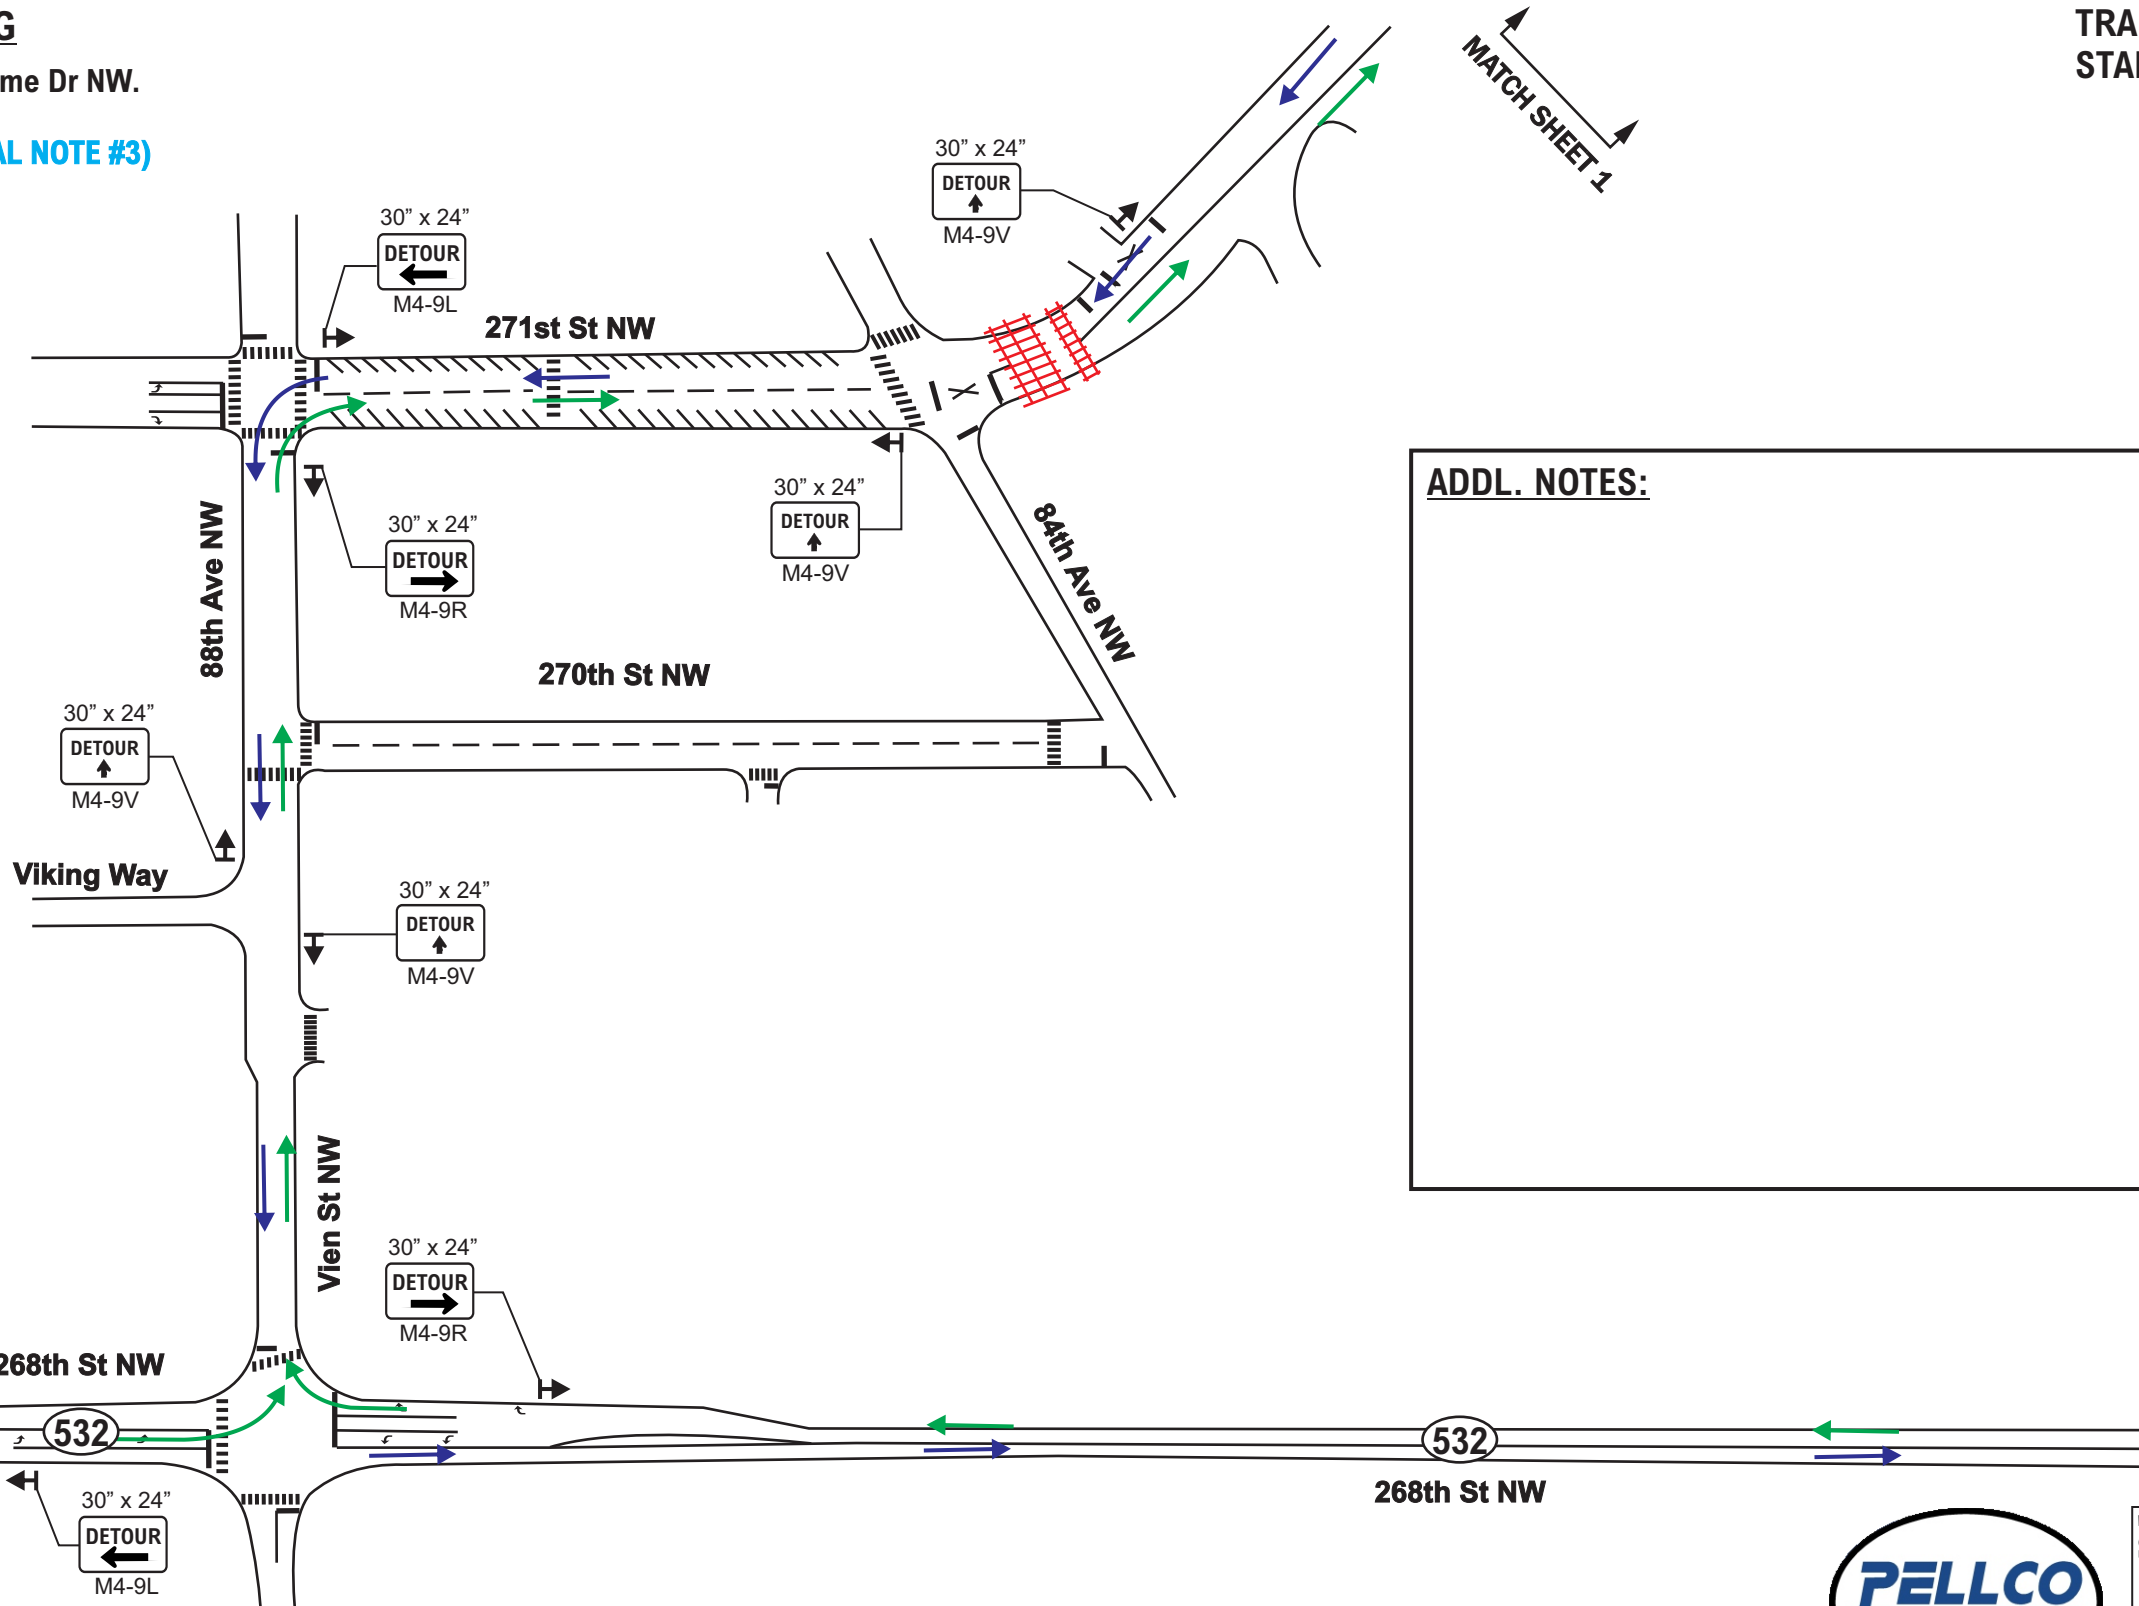 G
me Dr NW.
AL NOTE #3)
TRA
STA
MATCH SHEET 1
30” x 24”
DETOUR
M4-9V
30” x 24”
DETOUR
M4-9L
271st St NW
30” x 24”
DETOUR
M4-9R
30” x 24”
DETOUR
M4-9V
84th Ave NW
88th Ave NW
ADDL. NOTES:
270th St NW
30” x 24”
DETOUR
M4-9V
Viking Way
30” x 24”
DETOUR
M4-9V
Vien St NW
30” x 24”
DETOUR
M4-9R
268th St NW
532
532
268th St NW
30” x 24”
DETOUR
M4-9L
PELLCO